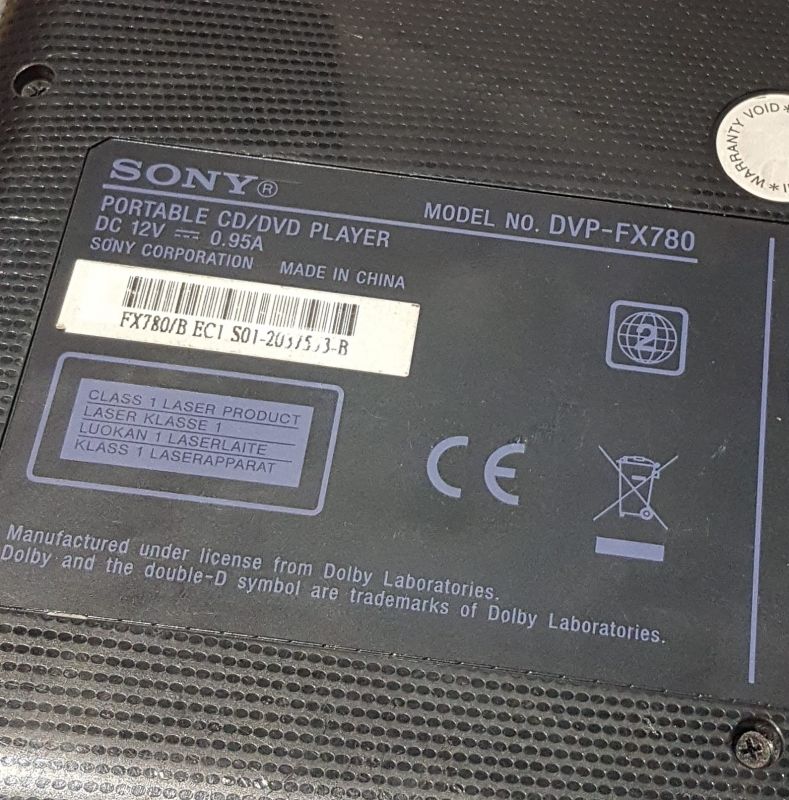 SONY®
PORTABLE CD/DVD PLAYER
MODEL NO. DVP-FX780
DC 12V ⎓ 0.95A
SONY CORPORATION MADE IN CHINA
FX780/B EC1
2
CLASS 1 LASER PRODUCT
LASER KLASSE 1
LUOKAN 1 LASERLAITE
KLASS 1 LASERAPPARAT
CE
Manufactured under license from Dolby Laboratories.
Dolby and the double-D symbol are trademarks of Dolby Laboratories.
WARRANTY VOID *